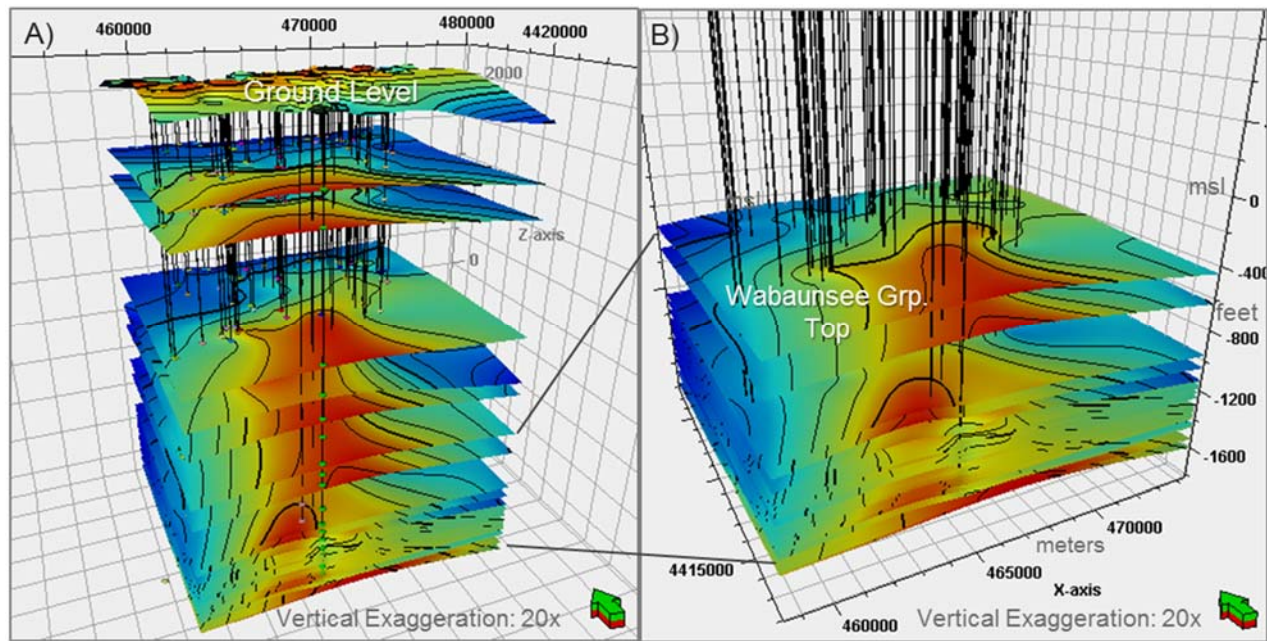 A)
460000
470000
480000
4420000
2000
Ground Level
Z-axis
0
Vertical Exaggeration: 20x
B)
msl
0
-400
feet
-800
-1200
-1600
Wabaunsee Grp.
Top
470000
meters
4415000
465000
X-axis
460000
Vertical Exaggeration: 20x